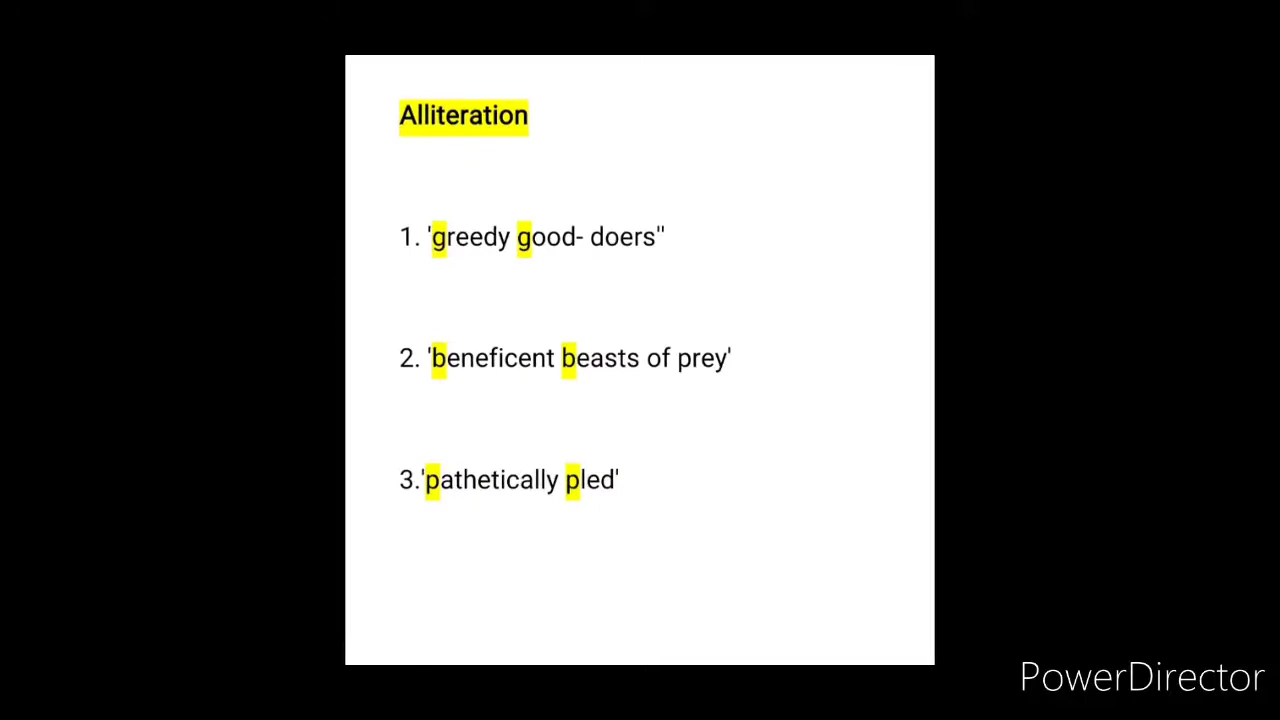 Alliteration
1. 'greedy good- doers"
2. 'beneficent beasts of prey'
3.'pathetically pled'
PowerDirector